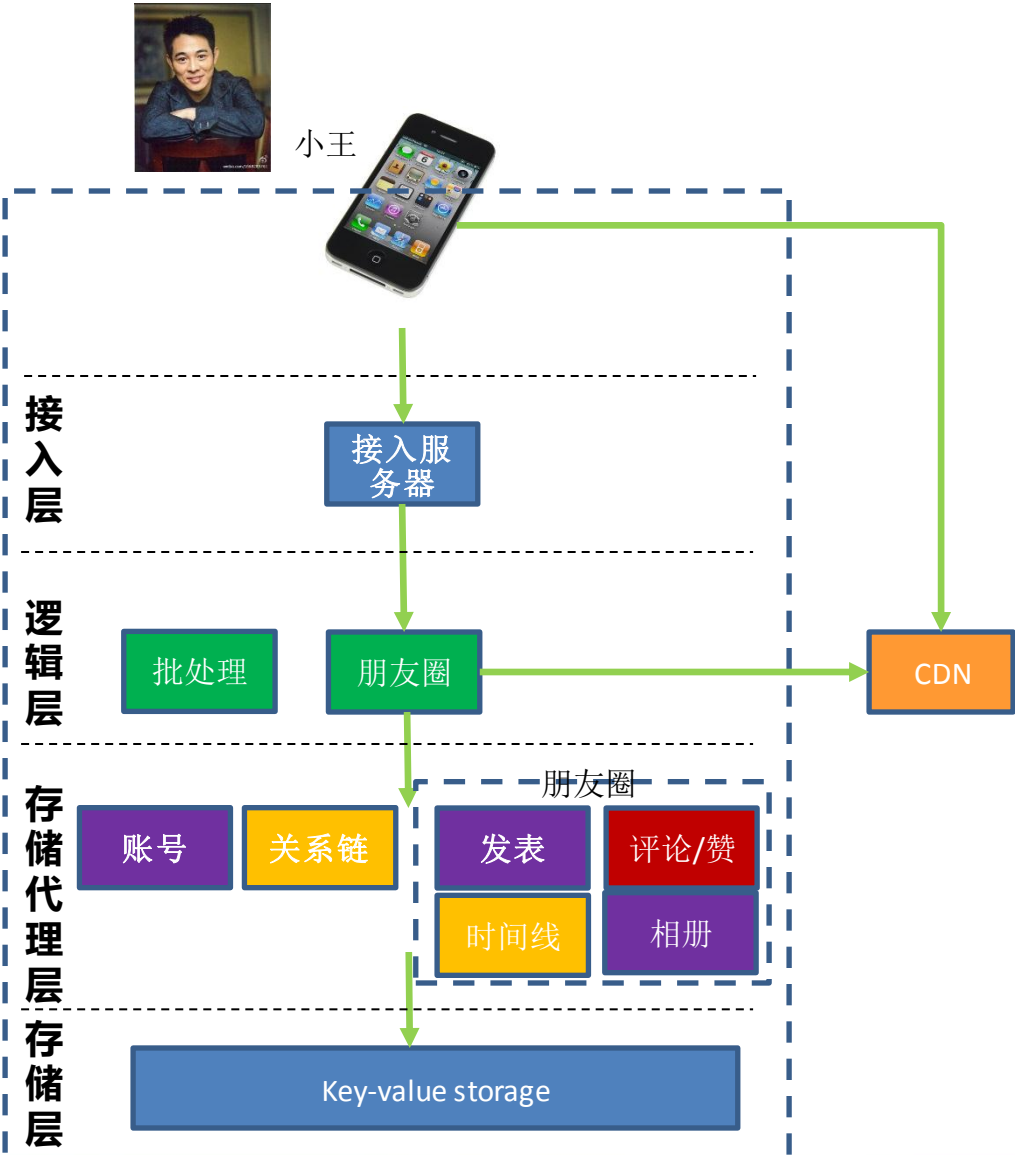 小王
接
入
层
接入服
务器
逻
辑
层
批处理
朋友圈
CDN
存
储
代
理
层
朋友圈
账号
关系链
发表
评论/赞
时间线
相册
存
储
层
Key-value storage